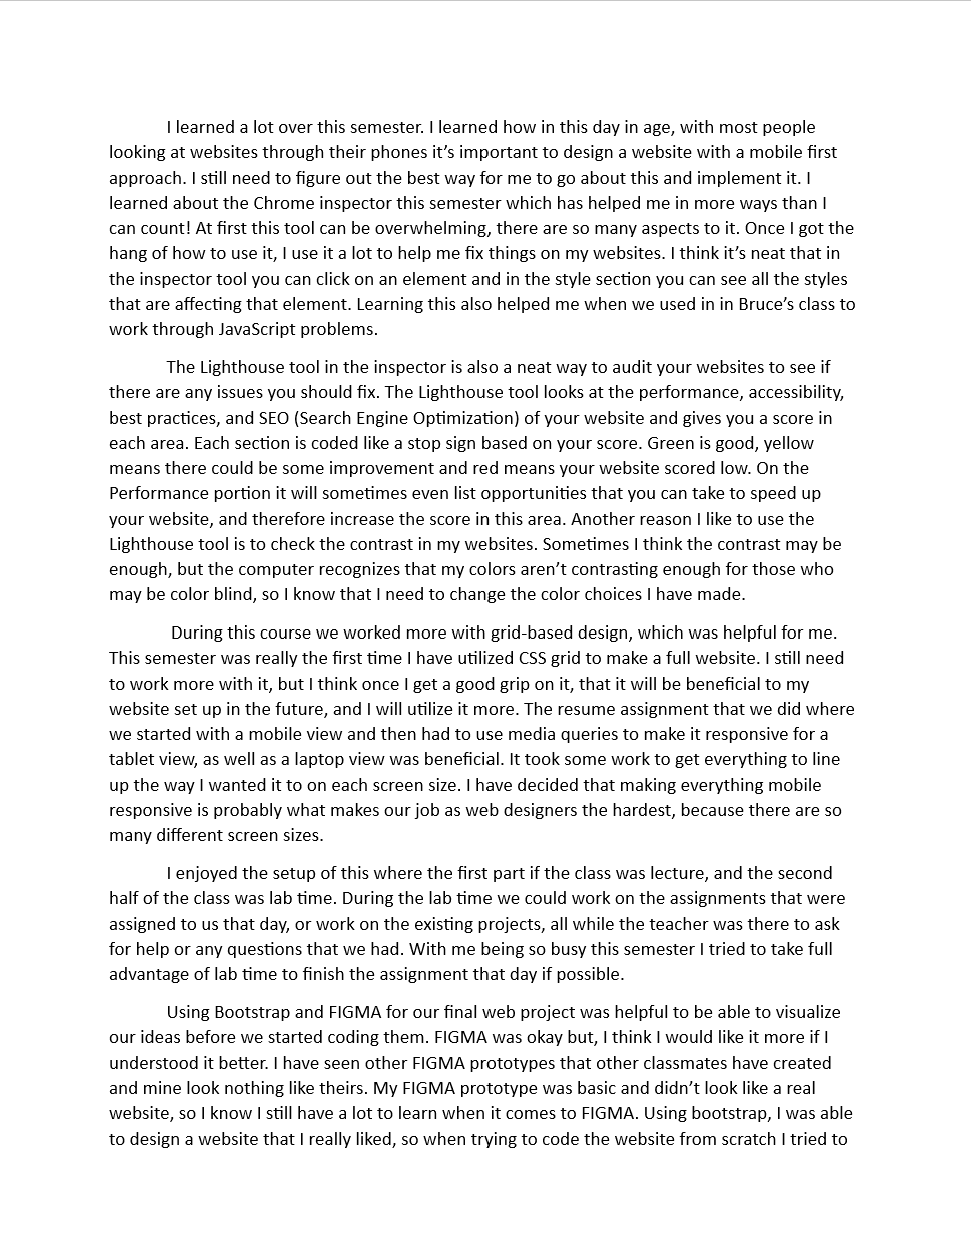 I learned a lot over this semester. I learned how in this day in age, with most people
looking at websites through their phones it’s important to design a website with a mobile first
approach. I still need to figure out the best way for me to go about this and implement it. I
learned about the Chrome inspector this semester which has helped me in more ways than I
can count! At first this tool can be overwhelming, there are so many aspects to it. Once I got the
hang of how to use it, I use it a lot to help me fix things on my websites. I think it’s neat that in
the inspector tool you can click on an element and in the style section you can see all the styles
that are affecting that element. Learning this also helped me when we used in in Bruce’s class to
work through JavaScript problems.
The Lighthouse tool in the inspector is also a neat way to audit your websites to see if
there are any issues you should fix. The Lighthouse tool looks at the performance, accessibility,
best practices, and SEO (Search Engine Optimization) of your website and gives you a score in
each area. Each section is coded like a stop sign based on your score. Green is good, yellow
means there could be some improvement and red means your website scored low. On the
Performance portion it will sometimes even list opportunities that you can take to speed up
your website, and therefore increase the score in this area. Another reason I like to use the
Lighthouse tool is to check the contrast in my websites. Sometimes I think the contrast may be
enough, but the computer recognizes that my colors aren’t contrasting enough for those who
may be color blind, so I know that I need to change the color choices I have made.
During this course we worked more with grid-based design, which was helpful for me.
This semester was really the first time I have utilized CSS grid to make a full website. I still need
to work more with it, but I think once I get a good grip on it, that it will be beneficial to my
website set up in the future, and I will utilize it more. The resume assignment that we did where
we started with a mobile view and then had to use media queries to make it responsive for a
tablet view, as well as a laptop view was beneficial. It took some work to get everything to line
up the way I wanted it to on each screen size. I have decided that making everything mobile
responsive is probably what makes our job as web designers the hardest, because there are so
many different screen sizes.
I enjoyed the setup of this where the first part if the class was lecture, and the second
half of the class was lab time. During the lab time we could work on the assignments that were
assigned to us that day, or work on the existing projects, all while the teacher was there to ask
for help or any questions that we had. With me being so busy this semester I tried to take full
advantage of lab time to finish the assignment that day if possible.
Using Bootstrap and FIGMA for our final web project was helpful to be able to visualize
our ideas before we started coding them. FIGMA was okay but, I think I would like it more if I
understood it better. I have seen other FIGMA prototypes that other classmates have created
and mine look nothing like theirs. My FIGMA prototype was basic and didn’t look like a real
website, so I know I still have a lot to learn when it comes to FIGMA. Using bootstrap, I was able
to design a website that I really liked, so when trying to code the website from scratch I tried to